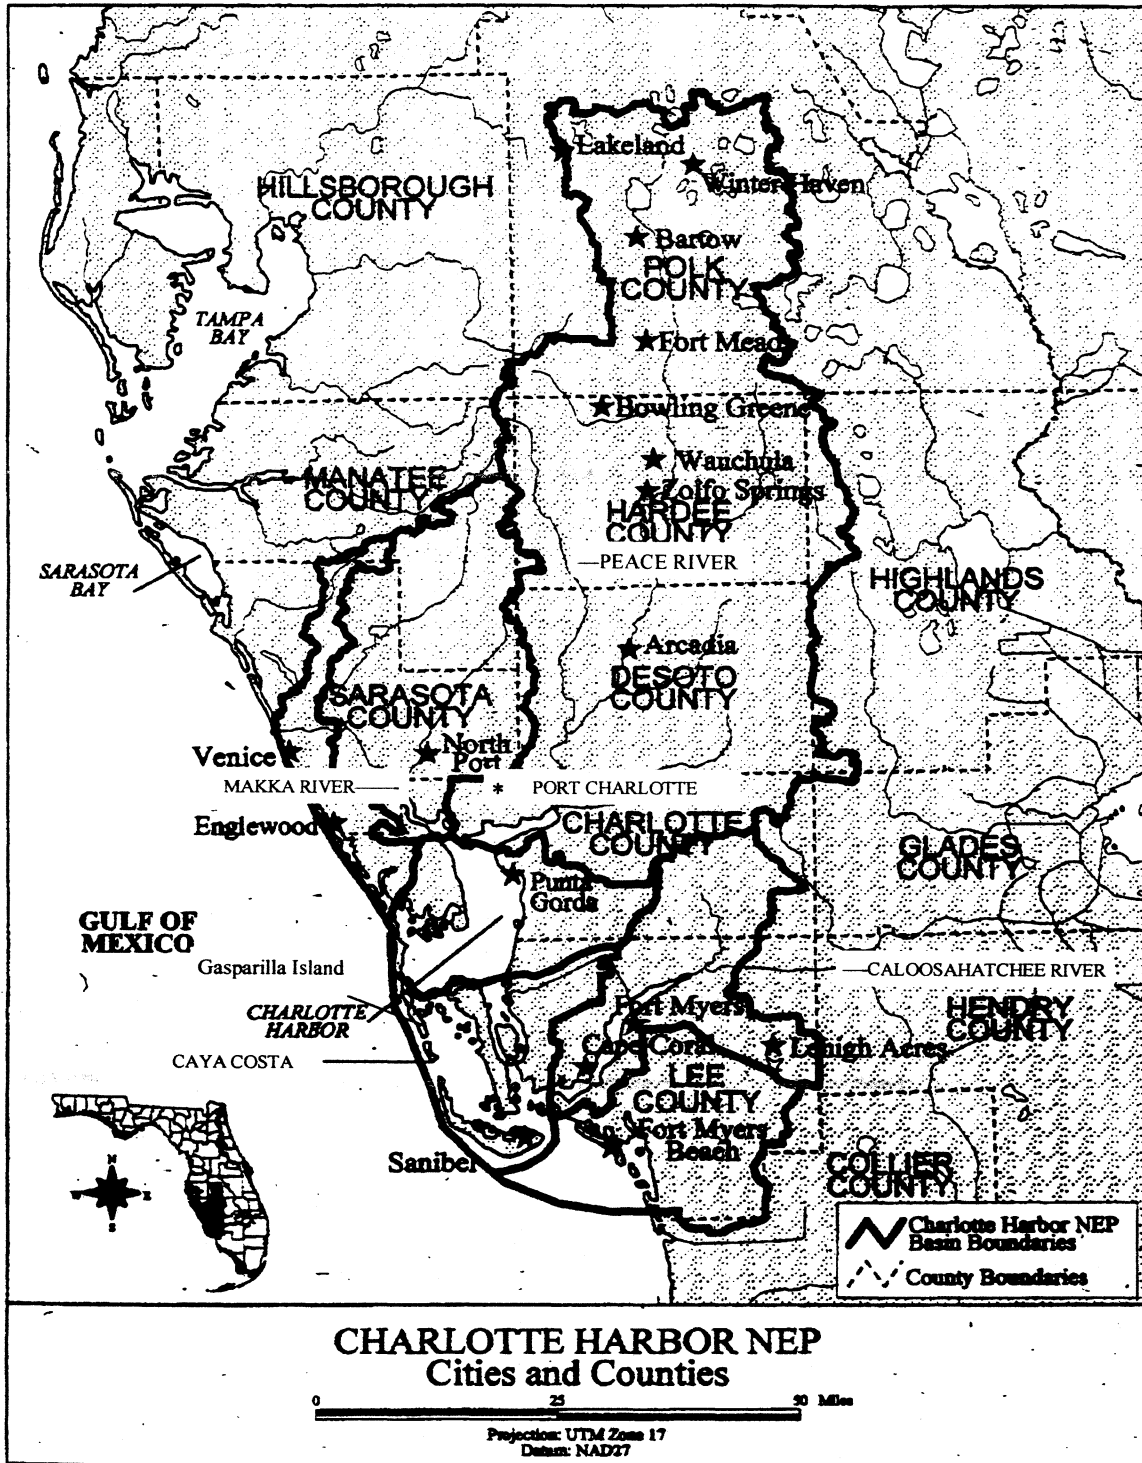 Lakeland
Winter Haven
HILLSBOROUGH
COUNTY
Bartow
POLK
COUNTY
TAMPA
BAY
Fort Mead
Bowling Greene
Wauchula
MANATEE
COUNTY
Zolfo Springs
HARDEE
COUNTY
PEACE RIVER
SARASOTA
BAY
HIGHLANDS
COUNTY
Arcadia
DESOTO
COUNTY
SARASOTA
COUNTY
Venice
North
Port
MAKKA RIVER
* PORT CHARLOTTE
Englewood
CHARLOTTE
COUNTY
GLADES
COUNTY
Punta
Gorda
GULF OF
MEXICO
Gasparilla Island
CALOOSAHATCHEE RIVER
CHARLOTTE
HARBOR
Fort Myers
HENDRY
COUNTY
Cape Coral
Lehigh Acres
CAYA COSTA
LEE
COUNTY
Fort Myers
Beach
Sanibel
COLLIER
COUNTY
N
W E
S
Charlotte Harbor NEP
Basin Boundaries
County Boundaries
CHARLOTTE HARBOR NEP
Cities and Counties
0 25 50 Miles
Projection: UTM Zone 17
Datum: NAD27